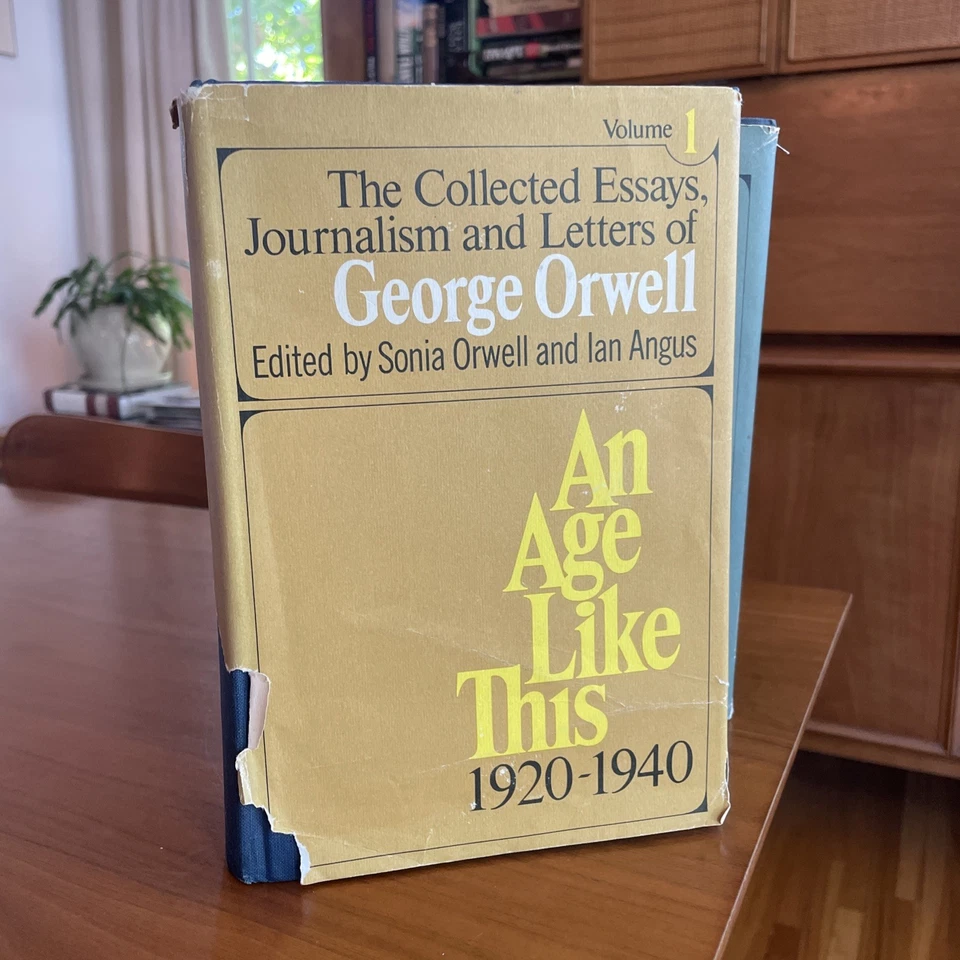 Volume 1
The Collected Essays,
Journalism and Letters of
George Orwell
Edited by Sonia Orwell and Ian Angus
An
Age
Like
This
1920-1940